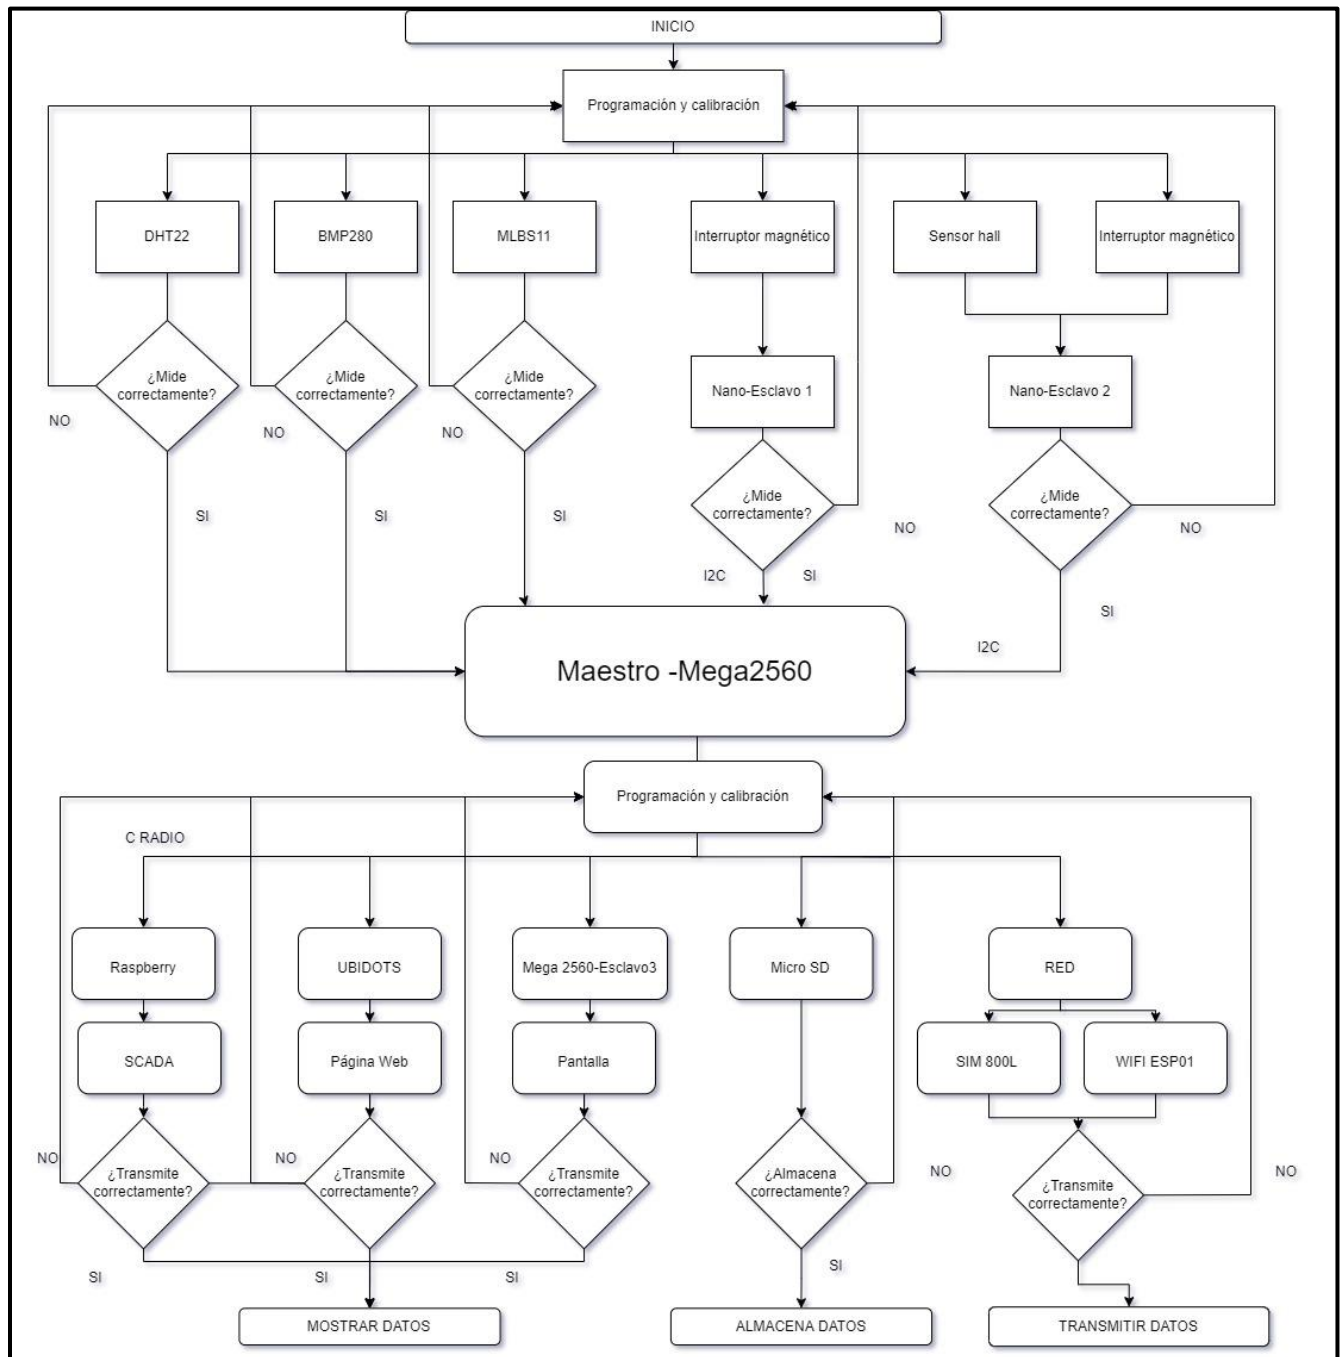 INICIO
Programación y calibración
DHT22
BMP280
MLBS11
Interruptor magnético
Sensor hall
Interruptor magnético
¿Mide
correctamente?
¿Mide
correctamente?
¿Mide
correctamente?
Nano-Esclavo 1
Nano-Esclavo 2
NO
NO
NO
¿Mide
correctamente?
¿Mide
correctamente?
SI
SI
SI
NO
NO
I2C
SI
SI
I2C
Maestro -Mega2560
Programación y calibración
C RADIO
Raspberry
UBIDOTS
Mega 2560-Esclavo3
Micro SD
RED
SCADA
Página Web
Pantalla
SIM 800L
WIFI ESP01
NO
¿Transmite
correctamente?
NO
¿Transmite
correctamente?
NO
¿Transmite
correctamente?
¿Almacena
correctamente?
NO
¿Transmite
correctamente?
NO
SI
SI
SI
SI
MOSTRAR DATOS
ALMACENA DATOS
TRANSMITIR DATOS